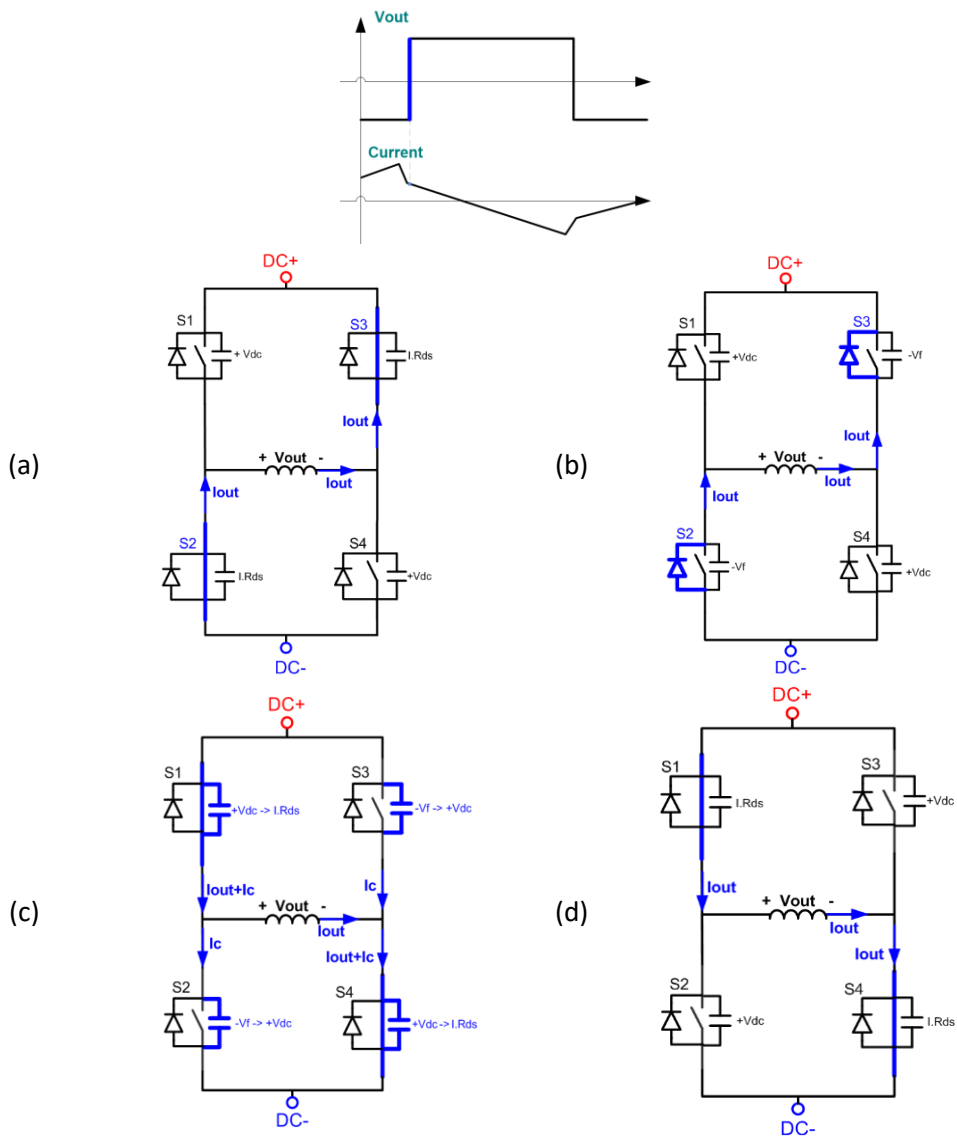 Vout
Current
(a)
DC+
S1
+ Vdc
S3
I.Rds
Iout
+ Vout -
Iout
Iout
S2
I.Rds
S4
+Vdc
DC-
(b)
DC+
S1
+Vdc
S3
-Vf
Iout
+ Vout -
Iout
Iout
S2
-Vf
S4
+Vdc
DC-
(c)
DC+
S1
+Vdc -> I.Rds
S3
-Vf -> +Vdc
Iout+Ic
Ic
+ Vout -
Iout
Ic
Iout+Ic
S2
-Vf -> +Vdc
S4
+Vdc -> I.Rds
DC-
(d)
DC+
S1
I.Rds
S3
+Vdc
Iout
+ Vout -
Iout
Iout
S2
+Vdc
S4
I.Rds
DC-